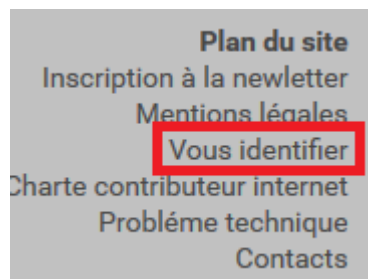 Plan du site
Inscription à la newletter
Mentions légales
Vous identifier
Charte contributeur internet
Probléme technique
Contacts